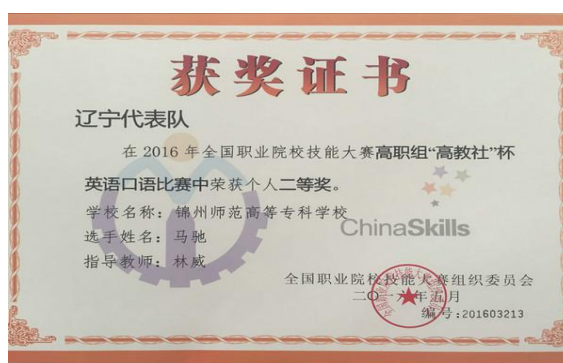 获奖证书
辽宁代表队
在 2016 年全国职业院校技能大赛高职组“高教社”杯
英语口语比赛中荣获个人二等奖。
学校名称：锦州师范高等专科学校
ChinaSkills
选手姓名：马驰
指导教师：林威
全国职业院校技能大赛组织委员会
二〇一六年五月
编号:201603213